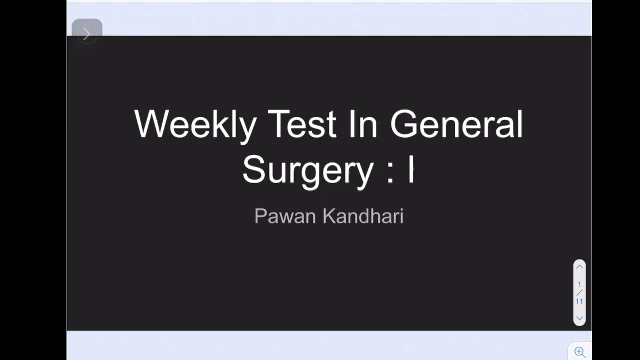 Weekly Test In General
Surgery : I
Pawan Kandhari
1
/
11